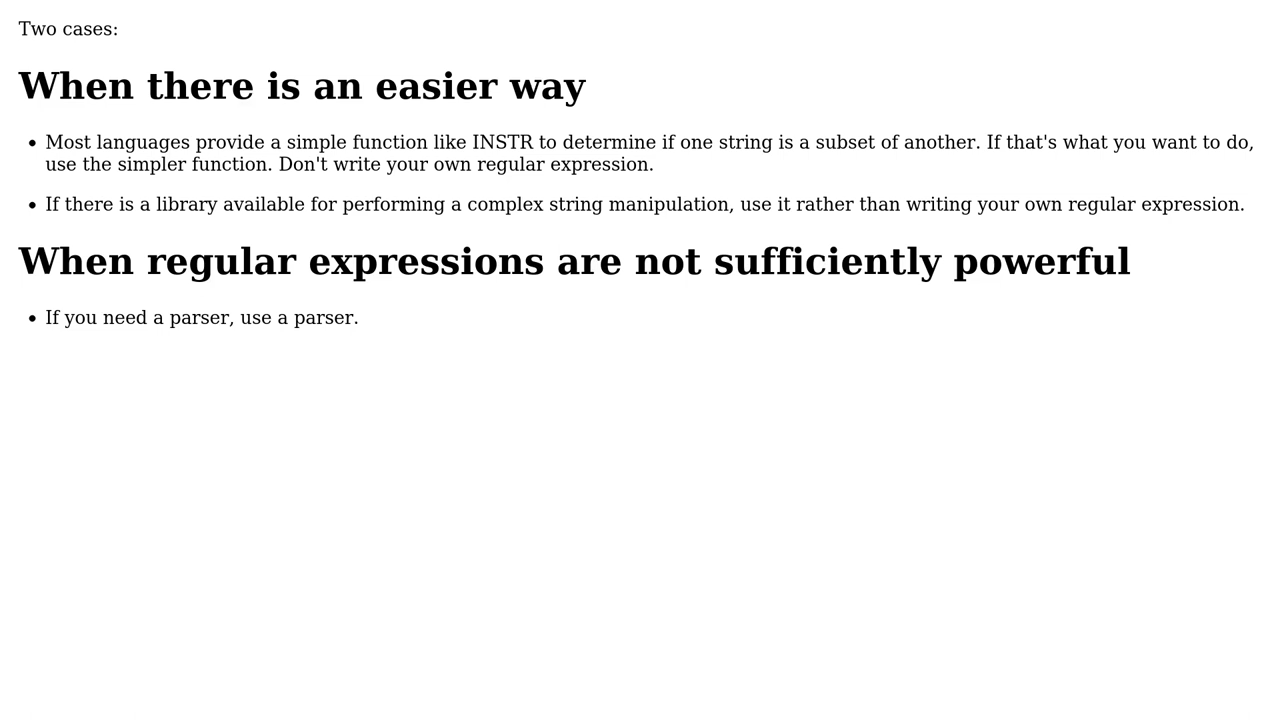 Two cases:
When there is an easier way
• Most languages provide a simple function like INSTR to determine if one string is a subset of another. If that's what you want to do,
use the simpler function. Don't write your own regular expression.
• If there is a library available for performing a complex string manipulation, use it rather than writing your own regular expression.
When regular expressions are not sufficiently powerful
• If you need a parser, use a parser.